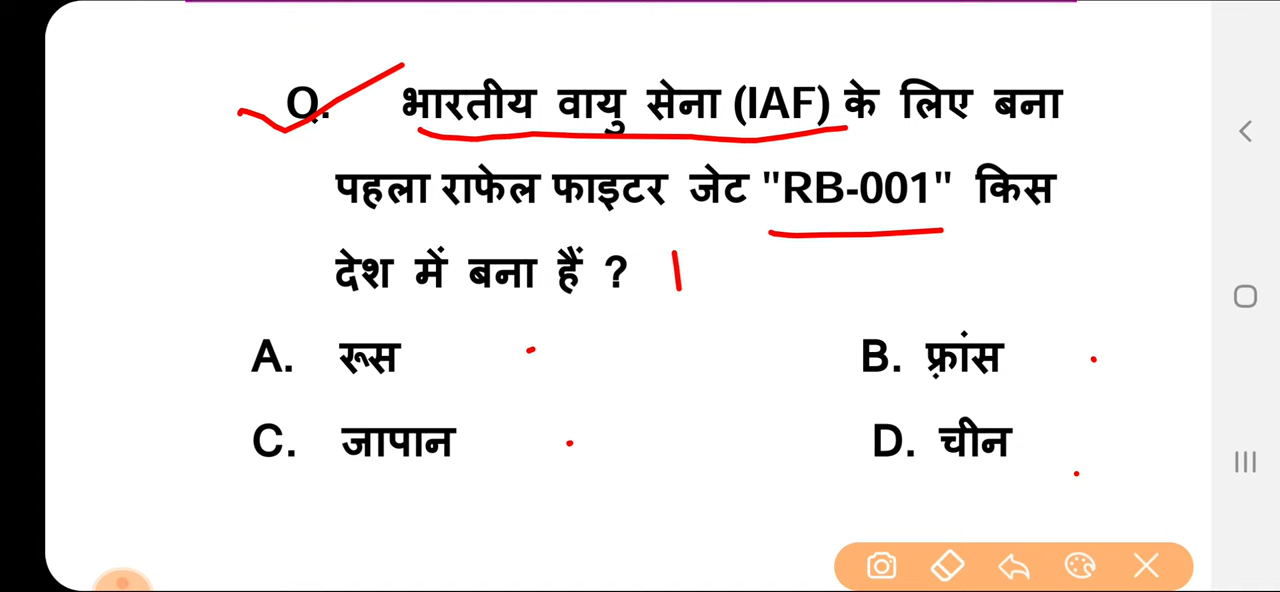 Q. भारतीय वायु सेना (IAF) के लिए बना
पहला राफेल फाइटर जेट "RB-001" किस
देश में बना हैं ?
A. रूस B. फ़्रांस
C. जापान D. चीन